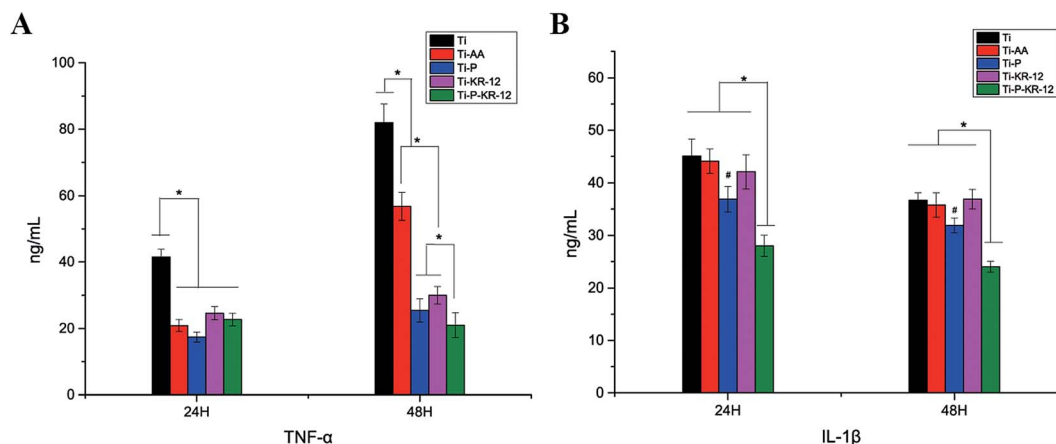 A
Ti
Ti-AA
Ti-P
Ti-KR-12
Ti-P-KR-12
100
80
60
40
20
0
ng/mL
*
*
*
*
24H
48H
TNF-α
B
Ti
Ti-AA
Ti-P
Ti-KR-12
Ti-P-KR-12
60
50
40
30
20
10
0
ng/mL
*
*
#
#
24H
48H
IL-1β